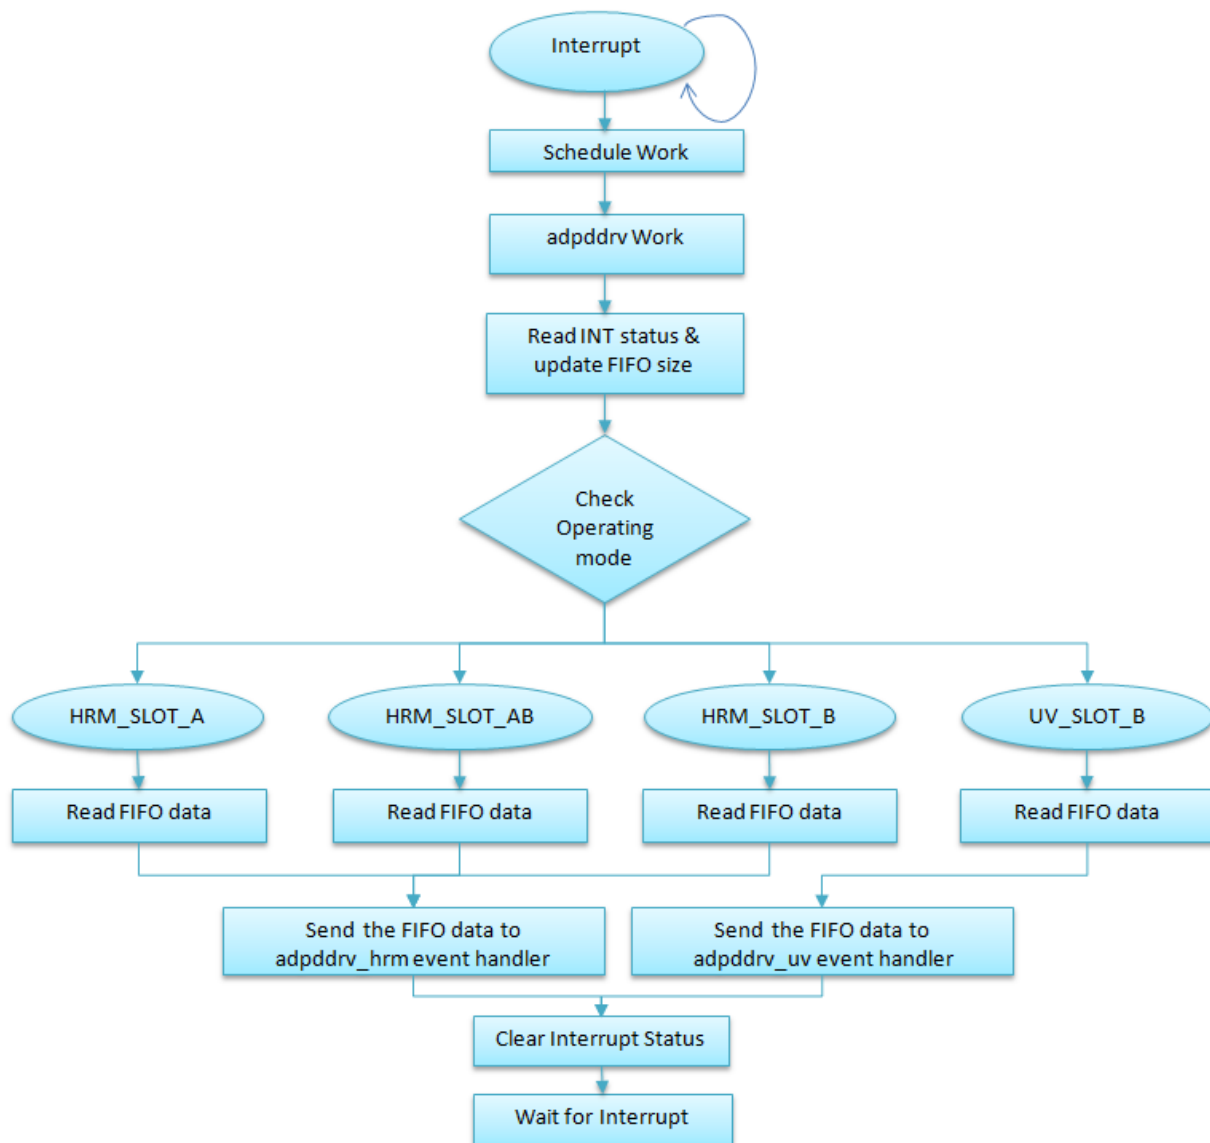 Interrupt
Schedule Work
adpddrv Work
Read INT status &
update FIFO size
Check
Operating
mode
HRM_SLOT_A
HRM_SLOT_AB
HRM_SLOT_B
UV_SLOT_B
Read FIFO data
Read FIFO data
Read FIFO data
Read FIFO data
Send the FIFO data to
adpddrv_hrm event handler
Send the FIFO data to
adpddrv_uv event handler
Clear Interrupt Status
Wait for Interrupt